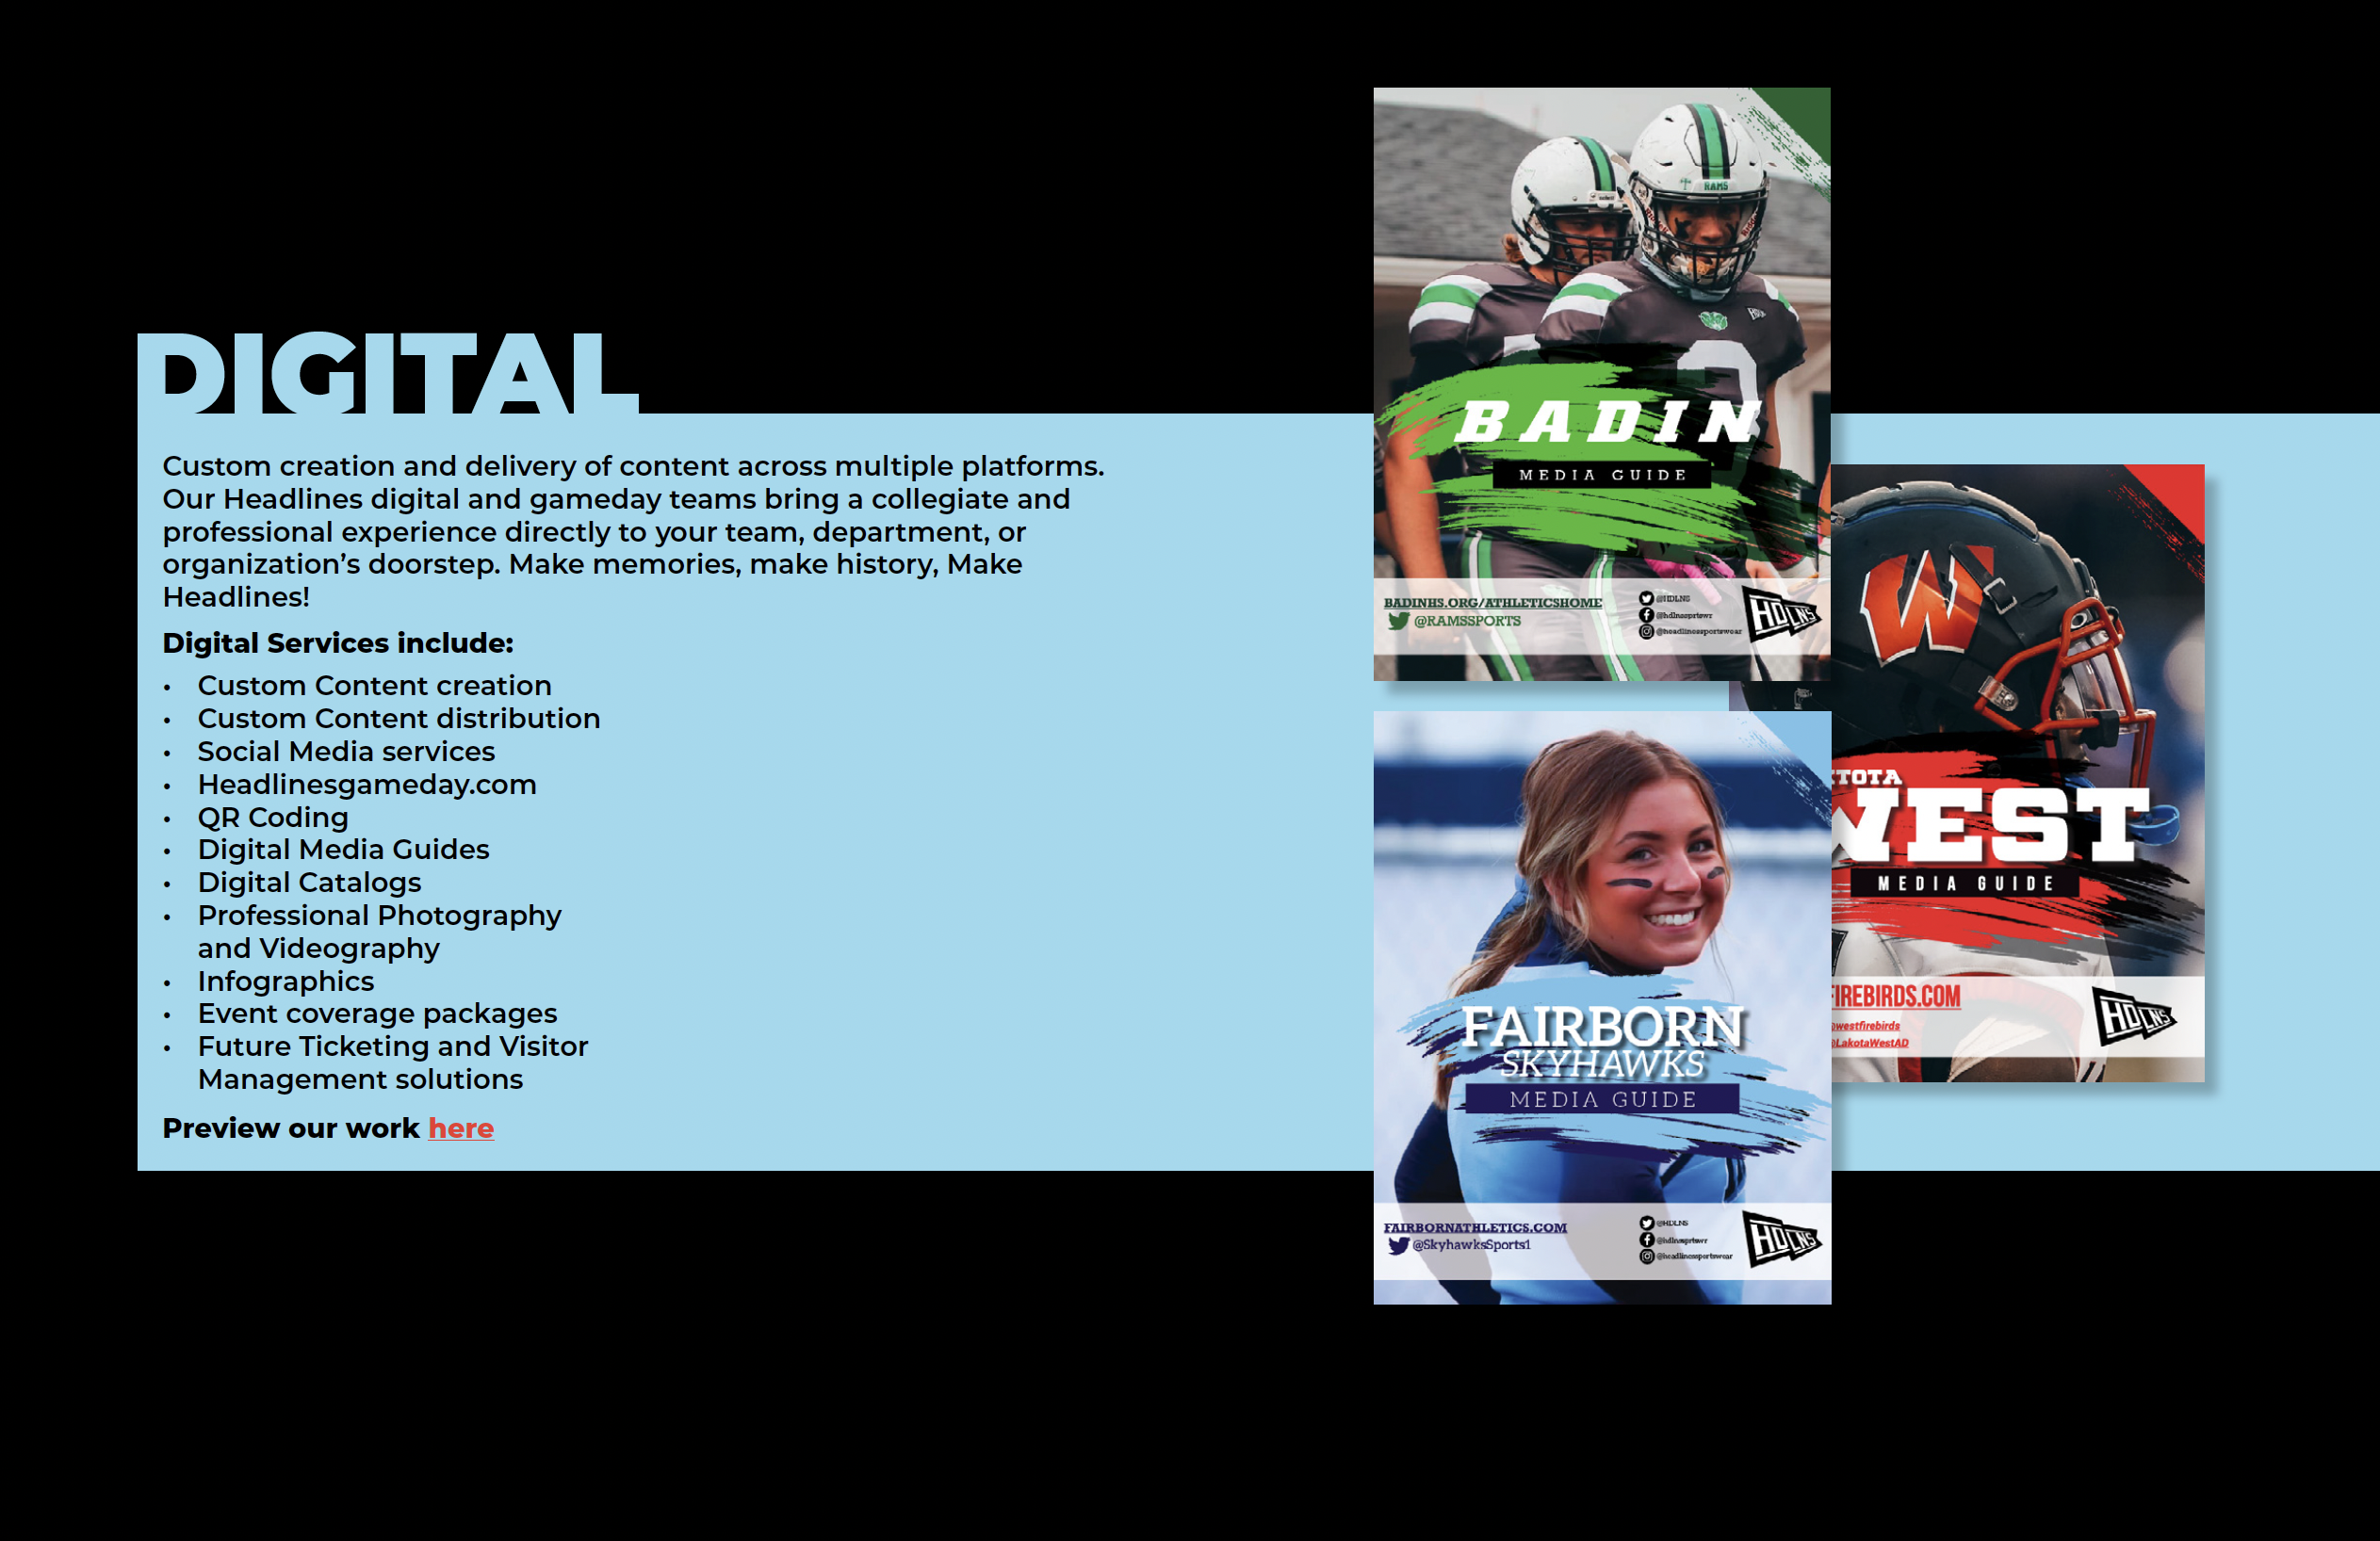 DIGITAL
Custom creation and delivery of content across multiple platforms.
Our Headlines digital and gameday teams bring a collegiate and
professional experience directly to your team, department, or
organization’s doorstep. Make memories, make history, Make
Headlines!
Digital Services include:
• Custom Content creation
• Custom Content distribution
• Social Media services
• Headlinesgameday.com
• QR Coding
• Digital Media Guides
• Digital Catalogs
• Professional Photography
and Videography
• Infographics
• Event coverage packages
• Future Ticketing and Visitor
Management solutions
Preview our work here
RAMS
BADIN
MEDIA GUIDE
BADINHS.ORG/ATHLETICSHOME
@RAMSSPORTS
@HDLNS
@hdlnssprtswr
@headlinessportswear
HDLNS
W
WEST
MEDIA GUIDE
FIREBIRDS.COM
@westfirebirds
@LakotaWestAD
HDLNS
FAIRBORN
SKYHAWKS
MEDIA GUIDE
FAIRBORNATHLETICS.COM
@SkyhawksSports1
@HDLNS
@hdlnssprtswr
@headlinessportswear
HDLNS